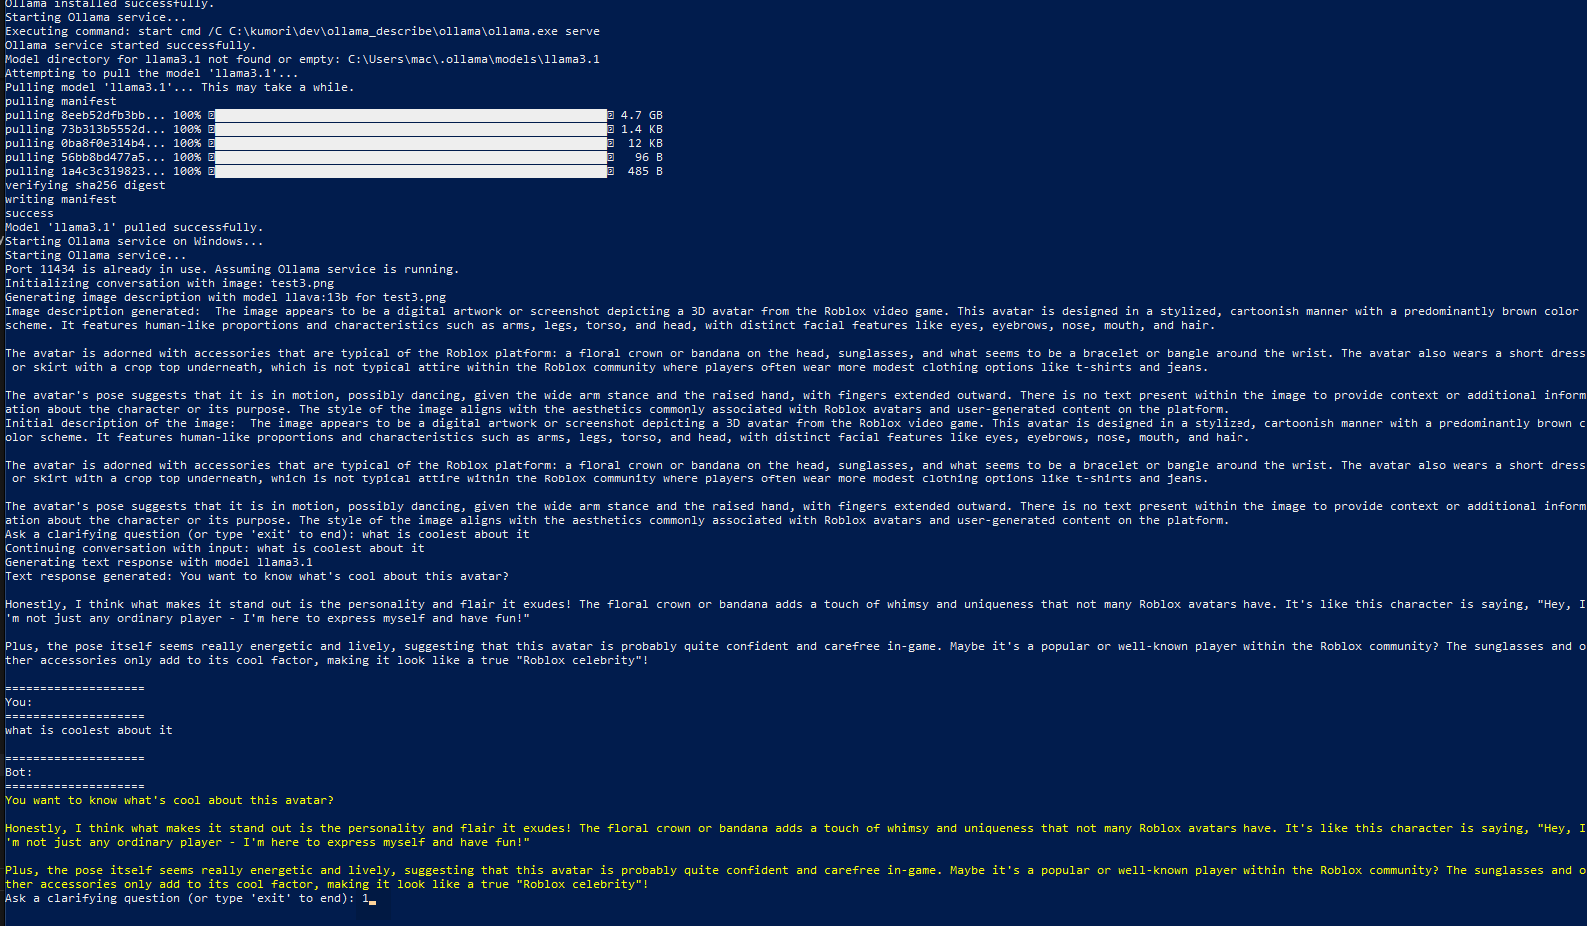 Ollama installed successfully.
Starting Ollama service...
Executing command: start cmd /C C:\kumori\dev\ollama_describe\ollama\ollama.exe serve
Ollama service started successfully.
Model directory for llama3.1 not found or empty: C:\Users\mac\.ollama\models\llama3.1
Attempting to pull the model 'llama3.1'...
Pulling model 'llama3.1'... This may take a while.
pulling manifest
pulling 8eeb52dfb3bb... 100% 4.7 GB
pulling 73b313b5552d... 100% 1.4 KB
pulling 0ba8f0e314b4... 100% 12 KB
pulling 56bb8bd477a5... 100% 96 B
pulling 1a4c3c319823... 100% 485 B
verifying sha256 digest
writing manifest
success
Model 'llama3.1' pulled successfully.
Starting Ollama service on Windows...
Starting Ollama service...
Port 11434 is already in use. Assuming Ollama service is running.
Initializing conversation with image: test3.png
Generating image description with model llava:13b for test3.png
Image description generated:  The image appears to be a digital artwork or screenshot depicting a 3D avatar from the Roblox video game. This avatar is designed in a stylized, cartoonish manner with a predominantly brown color
scheme. It features human-like proportions and characteristics such as arms, legs, torso, and head, with distinct facial features like eyes, eyebrows, nose, mouth, and hair.
The avatar is adorned with accessories that are typical of the Roblox platform: a floral crown or bandana on the head, sunglasses, and what seems to be a bracelet or bangle around the wrist. The avatar also wears a short dress
or skirt with a crop top underneath, which is not typical attire within the Roblox community where players often wear more modest clothing options like t-shirts and jeans.
The avatar's pose suggests that it is in motion, possibly dancing, given the wide arm stance and the raised hand, with fingers extended outward. There is no text present within the image to provide context or additional inform
ation about the character or its purpose. The style of the image aligns with the aesthetics commonly associated with Roblox avatars and user-generated content on the platform.
Initial description of the image:  The image appears to be a digital artwork or screenshot depicting a 3D avatar from the Roblox video game. This avatar is designed in a stylized, cartoonish manner with a predominantly brown c
olor scheme. It features human-like proportions and characteristics such as arms, legs, torso, and head, with distinct facial features like eyes, eyebrows, nose, mouth, and hair.
The avatar is adorned with accessories that are typical of the Roblox platform: a floral crown or bandana on the head, sunglasses, and what seems to be a bracelet or bangle around the wrist. The avatar also wears a short dress
or skirt with a crop top underneath, which is not typical attire within the Roblox community where players often wear more modest clothing options like t-shirts and jeans.
The avatar's pose suggests that it is in motion, possibly dancing, given the wide arm stance and the raised hand, with fingers extended outward. There is no text present within the image to provide context or additional inform
ation about the character or its purpose. The style of the image aligns with the aesthetics commonly associated with Roblox avatars and user-generated content on the platform.
Ask a clarifying question (or type 'exit' to end): what is coolest about it
Continuing conversation with input: what is coolest about it
Generating text response with model llama3.1
Text response generated: You want to know what's cool about this avatar?
Honestly, I think what makes it stand out is the personality and flair it exudes! The floral crown or bandana adds a touch of whimsy and uniqueness that not many Roblox avatars have. It's like this character is saying, "Hey, I
'm not just any ordinary player - I'm here to express myself and have fun!"
Plus, the pose itself seems really energetic and lively, suggesting that this avatar is probably quite confident and carefree in-game. Maybe it's a popular or well-known player within the Roblox community? The sunglasses and o
ther accessories only add to its cool factor, making it look like a true "Roblox celebrity"!
====================
You:
====================
what is coolest about it
====================
Bot:
====================
You want to know what's cool about this avatar?
Honestly, I think what makes it stand out is the personality and flair it exudes! The floral crown or bandana adds a touch of whimsy and uniqueness that not many Roblox avatars have. It's like this character is saying, "Hey, I
'm not just any ordinary player - I'm here to express myself and have fun!"
Plus, the pose itself seems really energetic and lively, suggesting that this avatar is probably quite confident and carefree in-game. Maybe it's a popular or well-known player within the Roblox community? The sunglasses and o
ther accessories only add to its cool factor, making it look like a true "Roblox celebrity"!
Ask a clarifying question (or type 'exit' to end): 1